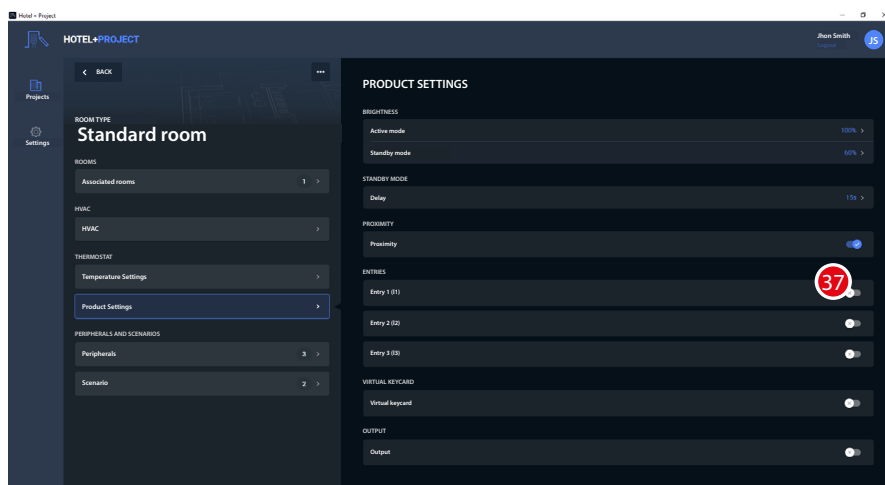 Hotel + Project
HOTEL+PROJECT
Jhon Smith
Logout
JS
Projects
Settings
BACK
ROOM TYPE
Standard room
ROOMS
Associated rooms 1
HVAC
HVAC
THERMOSTAT
Temperature Settings
Product Settings
PERIPHERALS AND SCENARIOS
Peripherals 3
Scenario 2
PRODUCT SETTINGS
BRIGHTNESS
Active mode 100%
Standby mode 60%
STANDBY MODE
Delay 15s
PROXIMITY
Proximity
ENTRIES
37
Entry 1 (I1)
Entry 2 (I2)
Entry 3 (I3)
VIRTUAL KEYCARD
Virtual keycard
OUTPUT
Output